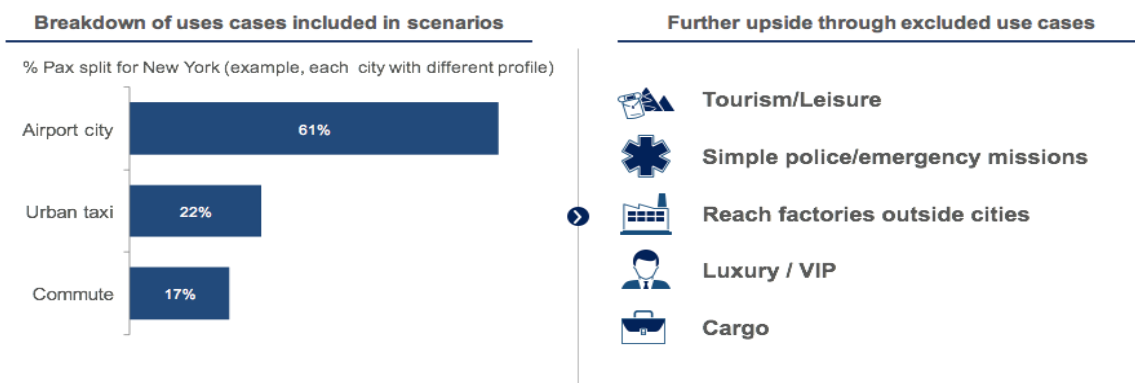 Breakdown of uses cases included in scenarios
% Pax split for New York (example, each city with different profile)
Airport city
61%
Urban taxi
22%
Commute
17%
Further upside through excluded use cases
Tourism/Leisure
Simple police/emergency missions
Reach factories outside cities
Luxury / VIP
Cargo